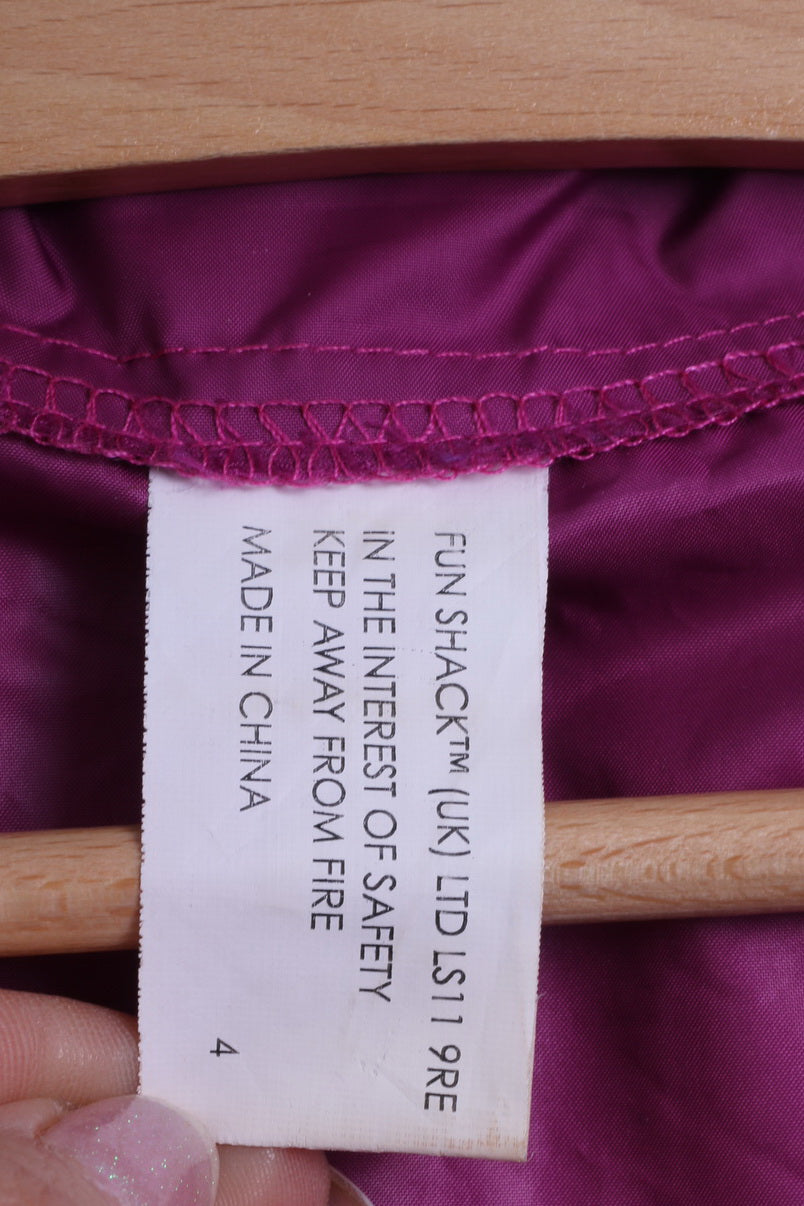 FUN SHACK™ (UK) LTD LS11 9RE
IN THE INTEREST OF SAFETY
KEEP AWAY FROM FIRE
MADE IN CHINA
4